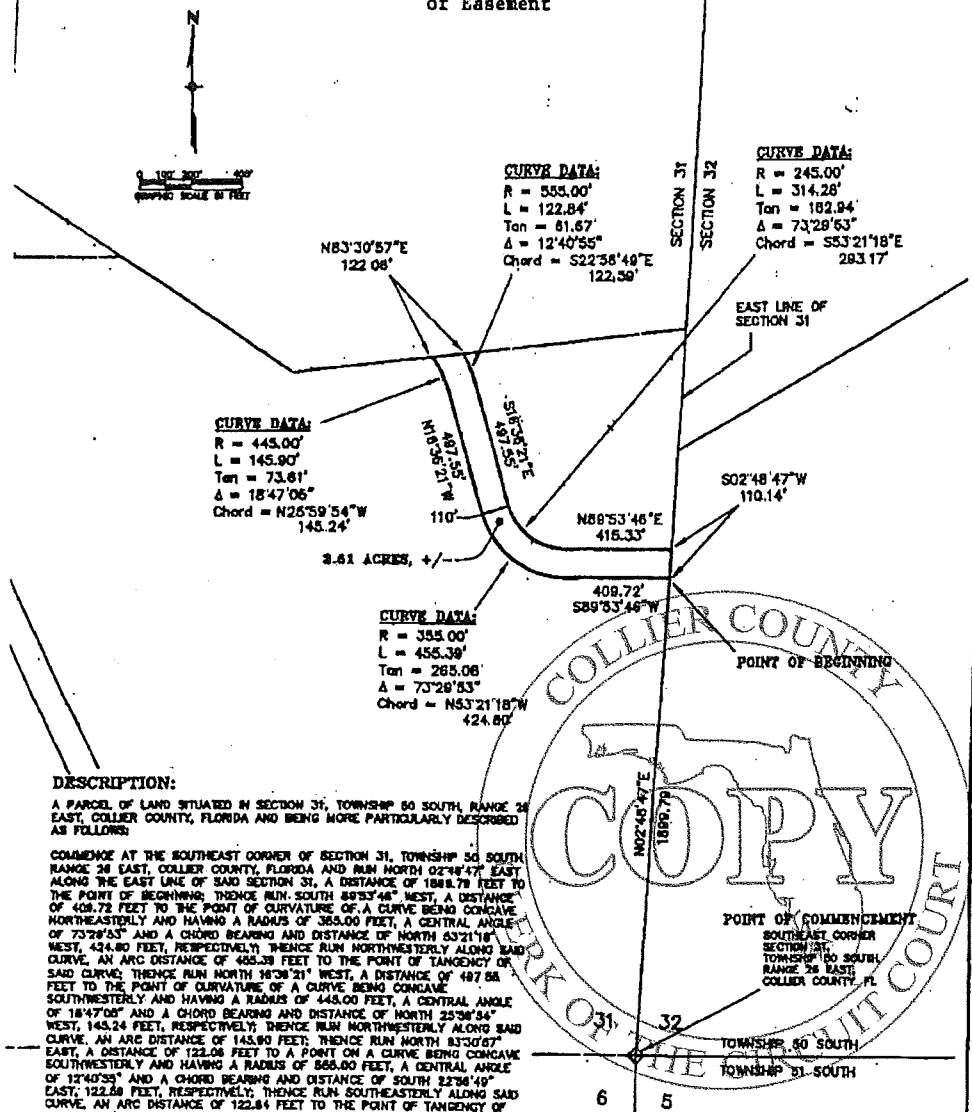 of Easement
N
0 100' 200' 400'
GRAPHIC SCALE IN FEET
CURVE DATA:
R = 555.00'
L = 122.84'
Tan = 61.67'
Δ = 12°40'55"
Chord = S22°56'49"E
122.59'
SECTION 31
SECTION 32
CURVE DATA:
R = 245.00'
L = 314.28'
Tan = 182.94'
Δ = 73°29'53"
Chord = S53°21'18"E
293.17'
N83°30'57"E
122.06'
EAST LINE OF
SECTION 31
CURVE DATA:
R = 445.00'
L = 145.90'
Tan = 73.61'
Δ = 18°47'06"
Chord = N25°59'54"W
145.24'
S16°36'21"E
497.55'
497.55'
N16°36'21"W
110'
S02°48'47"W
110.14'
N89°53'46"E
415.33'
3.61 ACRES, +/-
409.72'
S89°53'46"W
CURVE DATA:
R = 355.00'
L = 455.39'
Tan = 265.06'
Δ = 73°29'53"
Chord = N53°21'18"W
424.80'
POINT OF BEGINNING
COLLIER COUNTY
COPY
CLERK OF THE CIRCUIT COURT
N02°48'47"E
1899.79
DESCRIPTION:
A PARCEL OF LAND SITUATED IN SECTION 31, TOWNSHIP 50 SOUTH, RANGE 26
EAST, COLLIER COUNTY, FLORIDA AND BEING MORE PARTICULARLY DESCRIBED
AS FOLLOWS:
COMMENCE AT THE SOUTHEAST CORNER OF SECTION 31, TOWNSHIP 50 SOUTH,
RANGE 26 EAST, COLLIER COUNTY, FLORIDA AND RUN NORTH 02°48'47" EAST
ALONG THE EAST LINE OF SAID SECTION 31, A DISTANCE OF 1899.79 FEET TO
THE POINT OF BEGINNING; THENCE RUN SOUTH 89°53'46" WEST, A DISTANCE
OF 409.72 FEET TO THE POINT OF CURVATURE OF A CURVE BEING CONCAVE
NORTHEASTERLY AND HAVING A RADIUS OF 355.00 FEET, A CENTRAL ANGLE
OF 73°29'53" AND A CHORD BEARING AND DISTANCE OF NORTH 53°21'18"
WEST, 424.80 FEET, RESPECTIVELY; THENCE RUN NORTHWESTERLY ALONG SAID
CURVE, AN ARC DISTANCE OF 455.39 FEET TO THE POINT OF TANGENCY OF
SAID CURVE; THENCE RUN NORTH 16°36'21" WEST, A DISTANCE OF 497.55
FEET TO THE POINT OF CURVATURE OF A CURVE BEING CONCAVE
SOUTHWESTERLY AND HAVING A RADIUS OF 445.00 FEET, A CENTRAL ANGLE
OF 18°47'06" AND A CHORD BEARING AND DISTANCE OF NORTH 25°59'54"
WEST, 145.24 FEET, RESPECTIVELY; THENCE RUN NORTHWESTERLY ALONG SAID
CURVE, AN ARC DISTANCE OF 145.90 FEET; THENCE RUN NORTH 83°30'57"
EAST, A DISTANCE OF 122.06 FEET TO A POINT ON A CURVE BEING CONCAVE
SOUTHWESTERLY AND HAVING A RADIUS OF 555.00 FEET, A CENTRAL ANGLE
OF 12°40'55" AND A CHORD BEARING AND DISTANCE OF SOUTH 22°56'49"
EAST, 122.59 FEET, RESPECTIVELY; THENCE RUN SOUTHEASTERLY ALONG SAID
CURVE, AN ARC DISTANCE OF 122.84 FEET TO THE POINT OF TANGENCY OF
POINT OF COMMENCEMENT
SOUTHEAST CORNER
SECTION 31,
TOWNSHIP 50 SOUTH,
RANGE 26 EAST,
COLLIER COUNTY, FL
31 32
TOWNSHIP 50 SOUTH
TOWNSHIP 51 SOUTH
6 5